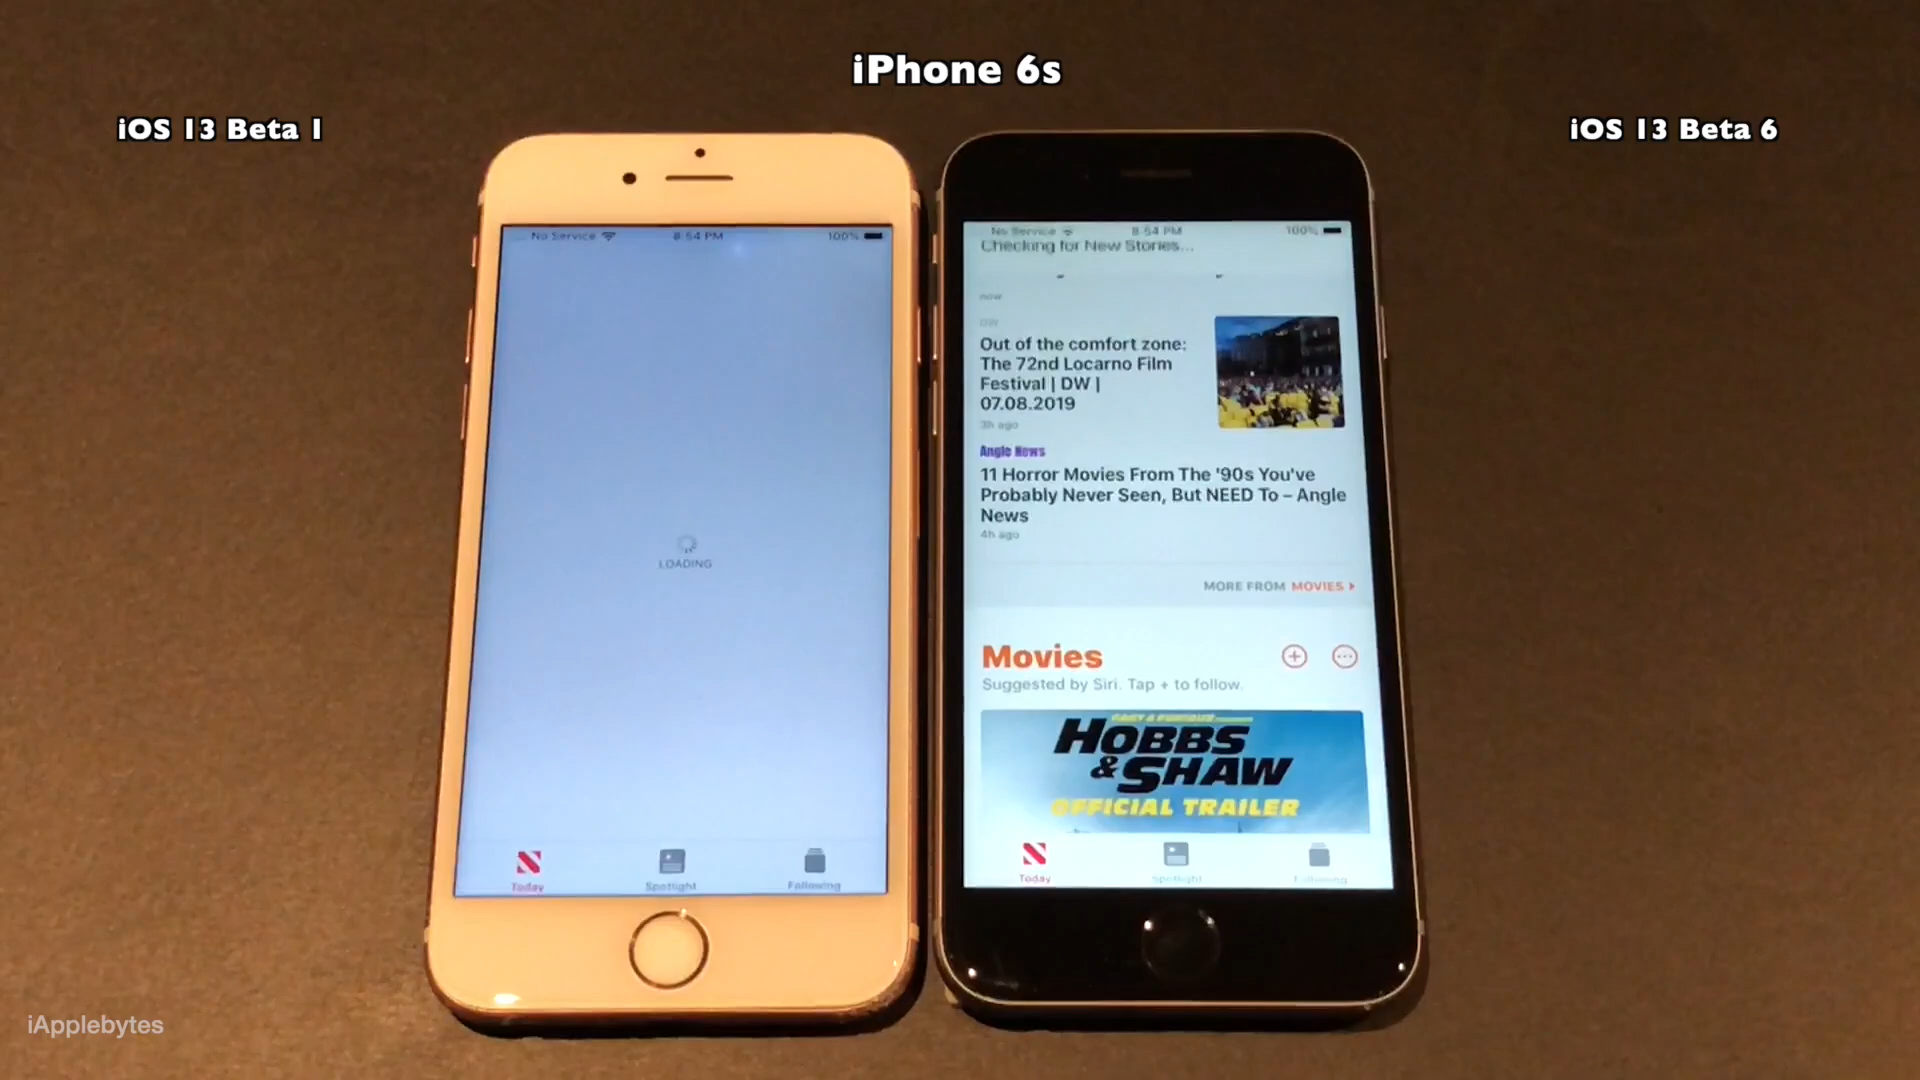 iPhone 6s
iOS 13 Beta 1
iOS 13 Beta 6
No Service
8:54 PM
100%
LOADING
Today
Spotlight
Following
No Service
8:54 PM
100%
Checking for New Stories...
now
DW
Out of the comfort zone:
The 72nd Locarno Film
Festival | DW |
07.08.2019
3h ago
Angle News
11 Horror Movies From The '90s You've
Probably Never Seen, But NEED To – Angle
News
4h ago
MORE FROM MOVIES
Movies
Suggested by Siri. Tap + to follow.
FAST & FURIOUS
HOBBS
& SHAW
OFFICIAL TRAILER
Today
Spotlight
Following
iApplebytes